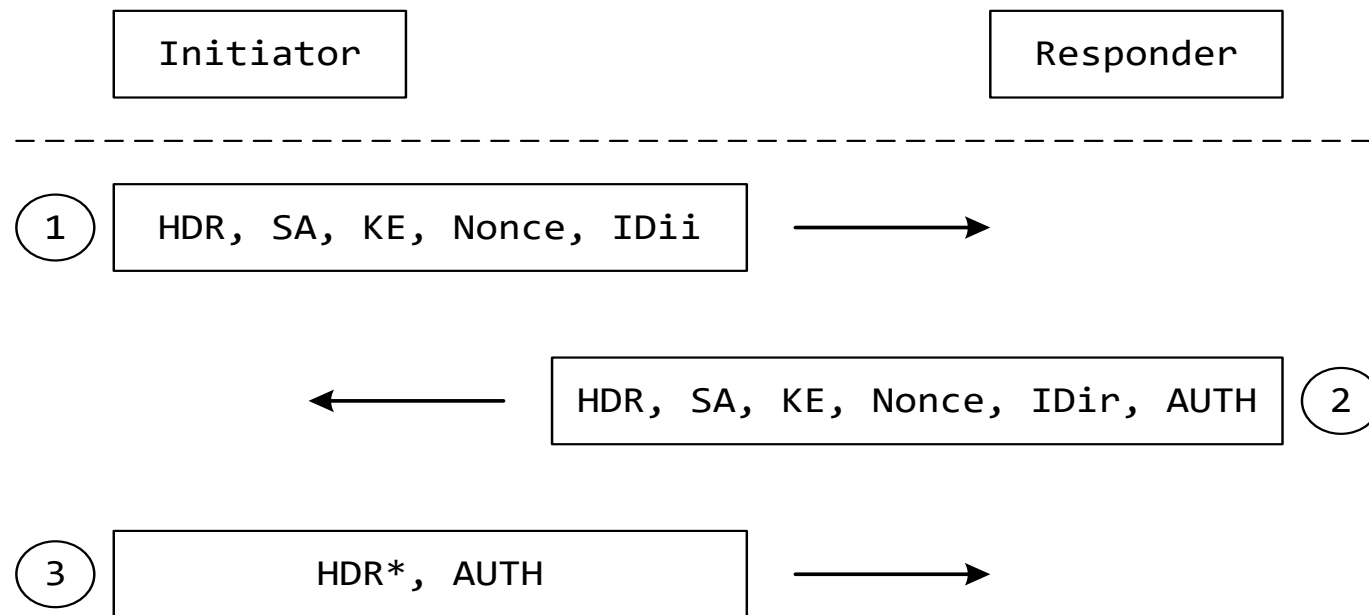 Initiator
Responder
1
HDR, SA, KE, Nonce, IDii
HDR, SA, KE, Nonce, IDir, AUTH
2
3
HDR*, AUTH